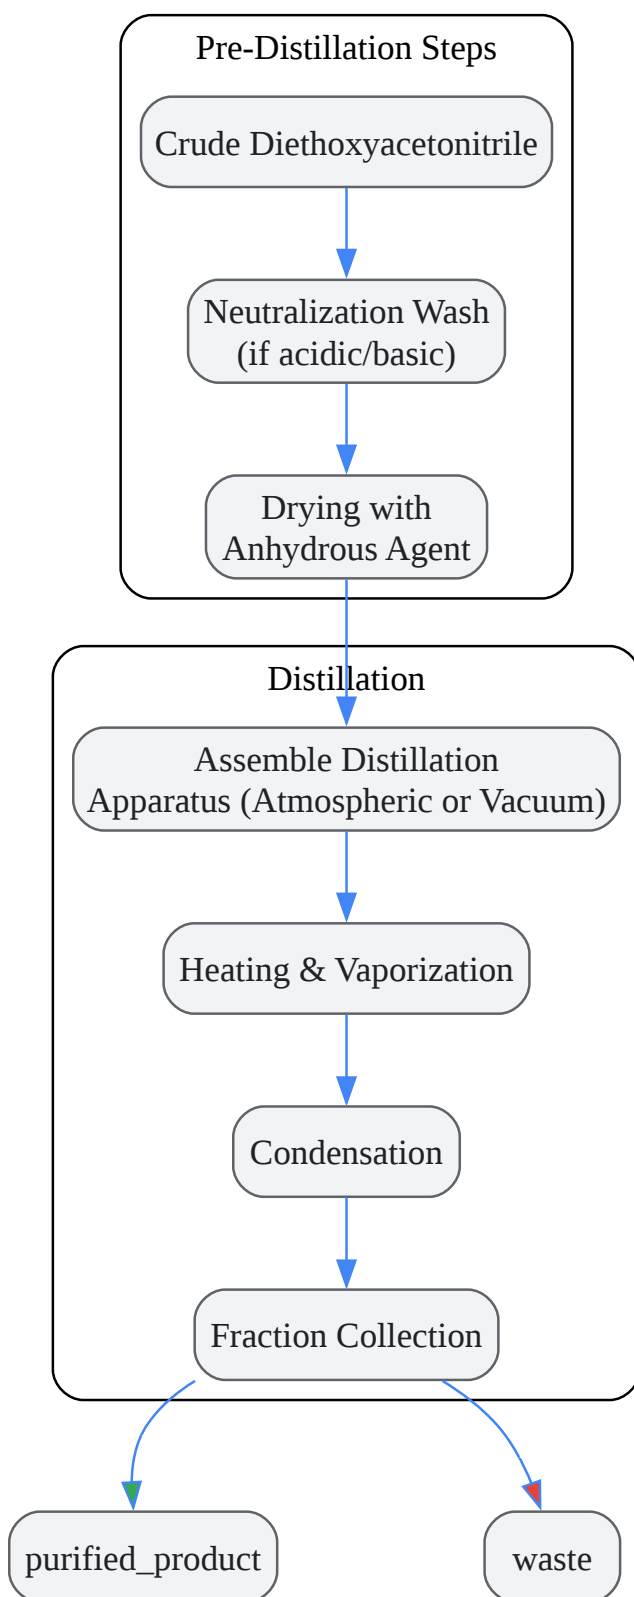 Pre-Distillation Steps
Crude Diethoxyacetonitrile
Neutralization Wash
(if acidic/basic)
Drying with
Anhydrous Agent
Distillation
Assemble Distillation
Apparatus (Atmospheric or Vacuum)
Heating & Vaporization
Condensation
Fraction Collection
purified_product
waste